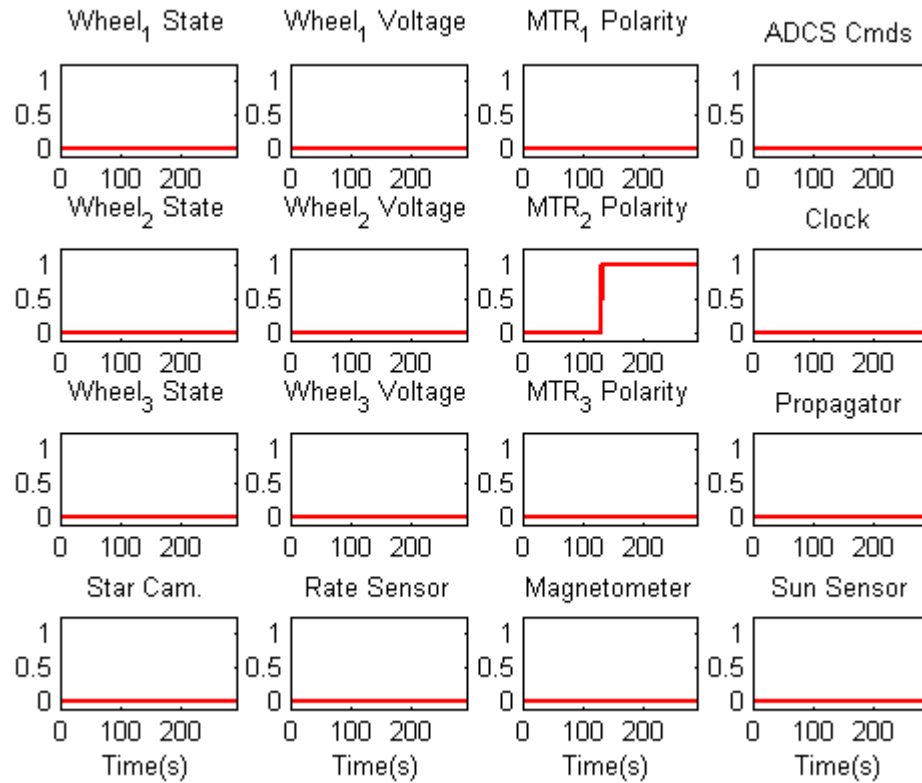 Wheel₁ State Wheel₁ Voltage MTR₁ Polarity ADCS Cmds
1 1 1 1
0.5 0.5 0.5 0.5
0 0 0 0
0 100 200 0 100 200 0 100 200 0 100 200
Wheel₂ State Wheel₂ Voltage MTR₂ Polarity Clock
1 1 1 1
0.5 0.5 0.5 0.5
0 0 0 0
0 100 200 0 100 200 0 100 200 0 100 200
Wheel₃ State Wheel₃ Voltage MTR₃ Polarity Propagator
1 1 1 1
0.5 0.5 0.5 0.5
0 0 0 0
0 100 200 0 100 200 0 100 200 0 100 200
Star Cam. Rate Sensor Magnetometer Sun Sensor
1 1 1 1
0.5 0.5 0.5 0.5
0 0 0 0
0 100 200 0 100 200 0 100 200 0 100 200
Time(s) Time(s) Time(s) Time(s)